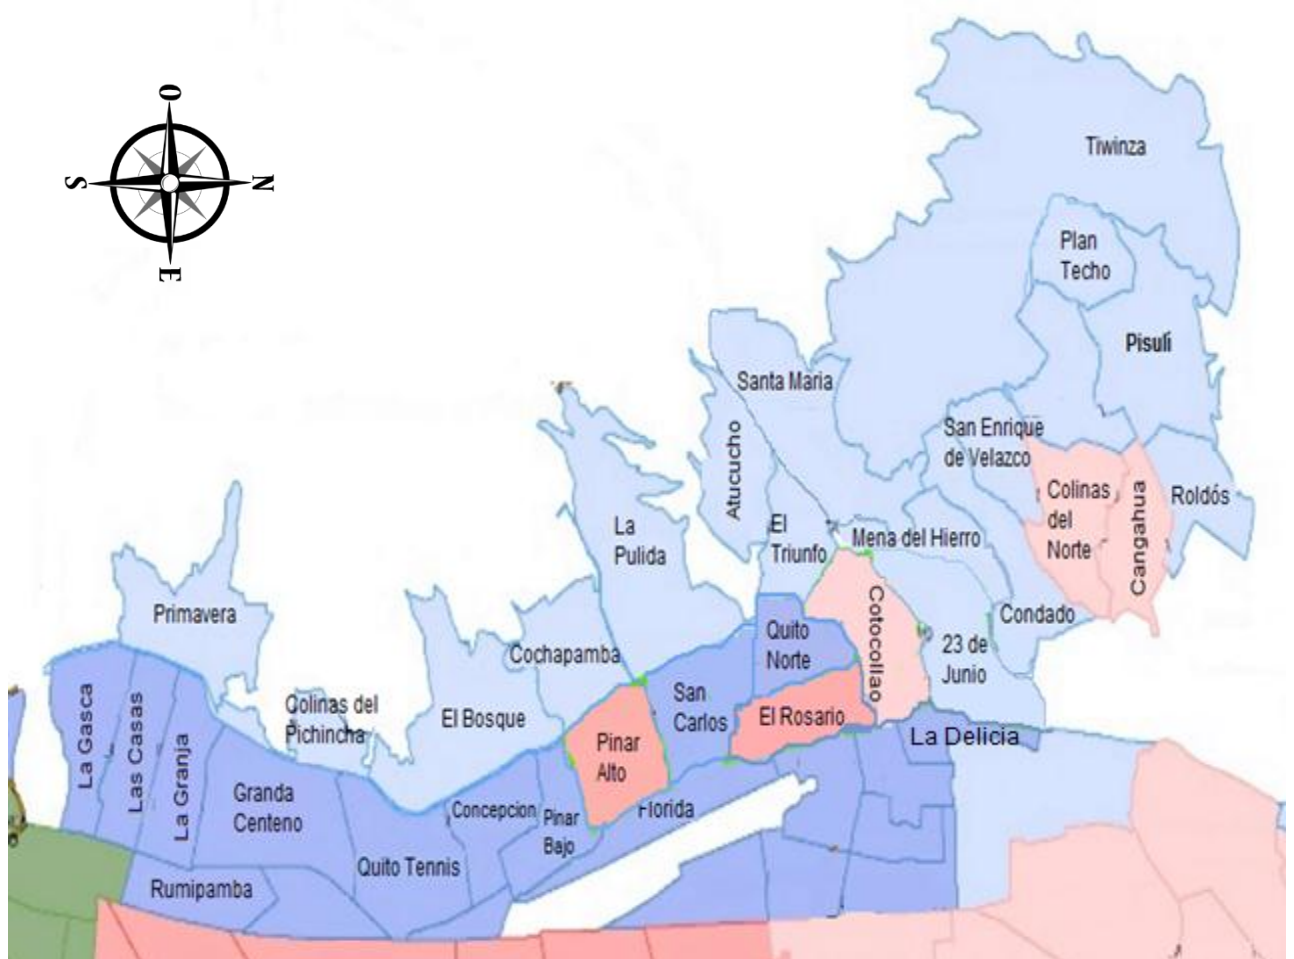 O
S
N
E
Tiwinza
Plan
Techo
Pisulí
Santa Maria
Atucucho
San Enrique
de Velazco
Colinas
del
Norte
Cangahua
Roldós
La
Pulida
El
Triunfo
Mena del Hierro
Primavera
Cotocollao
Condado
Quito
Norte
23 de
Junio
Cochapamba
Colinas del
Pichincha
El Bosque
San
Carlos
El Rosario
La Delicia
La Gasca
Las Casas
La Granja
Pinar
Alto
Granda
Centeno
Concepcion
Pinar
Bajo
Florida
Quito Tennis
Rumipamba